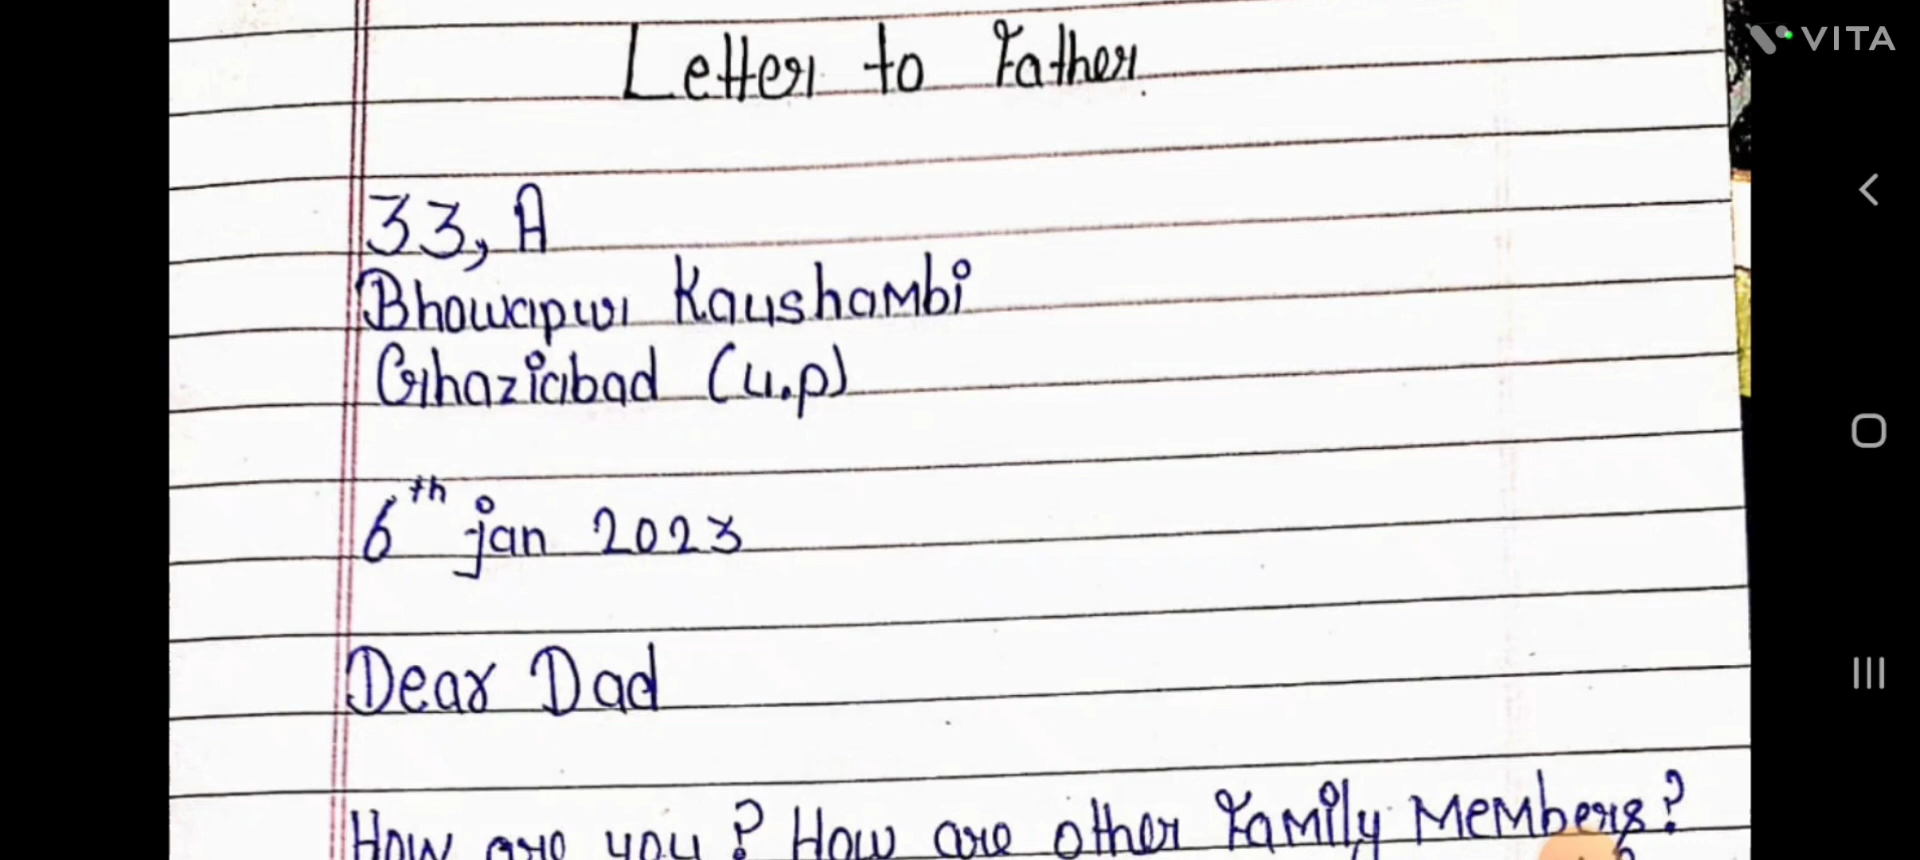 Letter to Father.
VITA
33, A
Bhowapur Kaushambi
Ghaziabad (u.p)
6th jan 2023
Dear Dad
How are you? How are other family members?